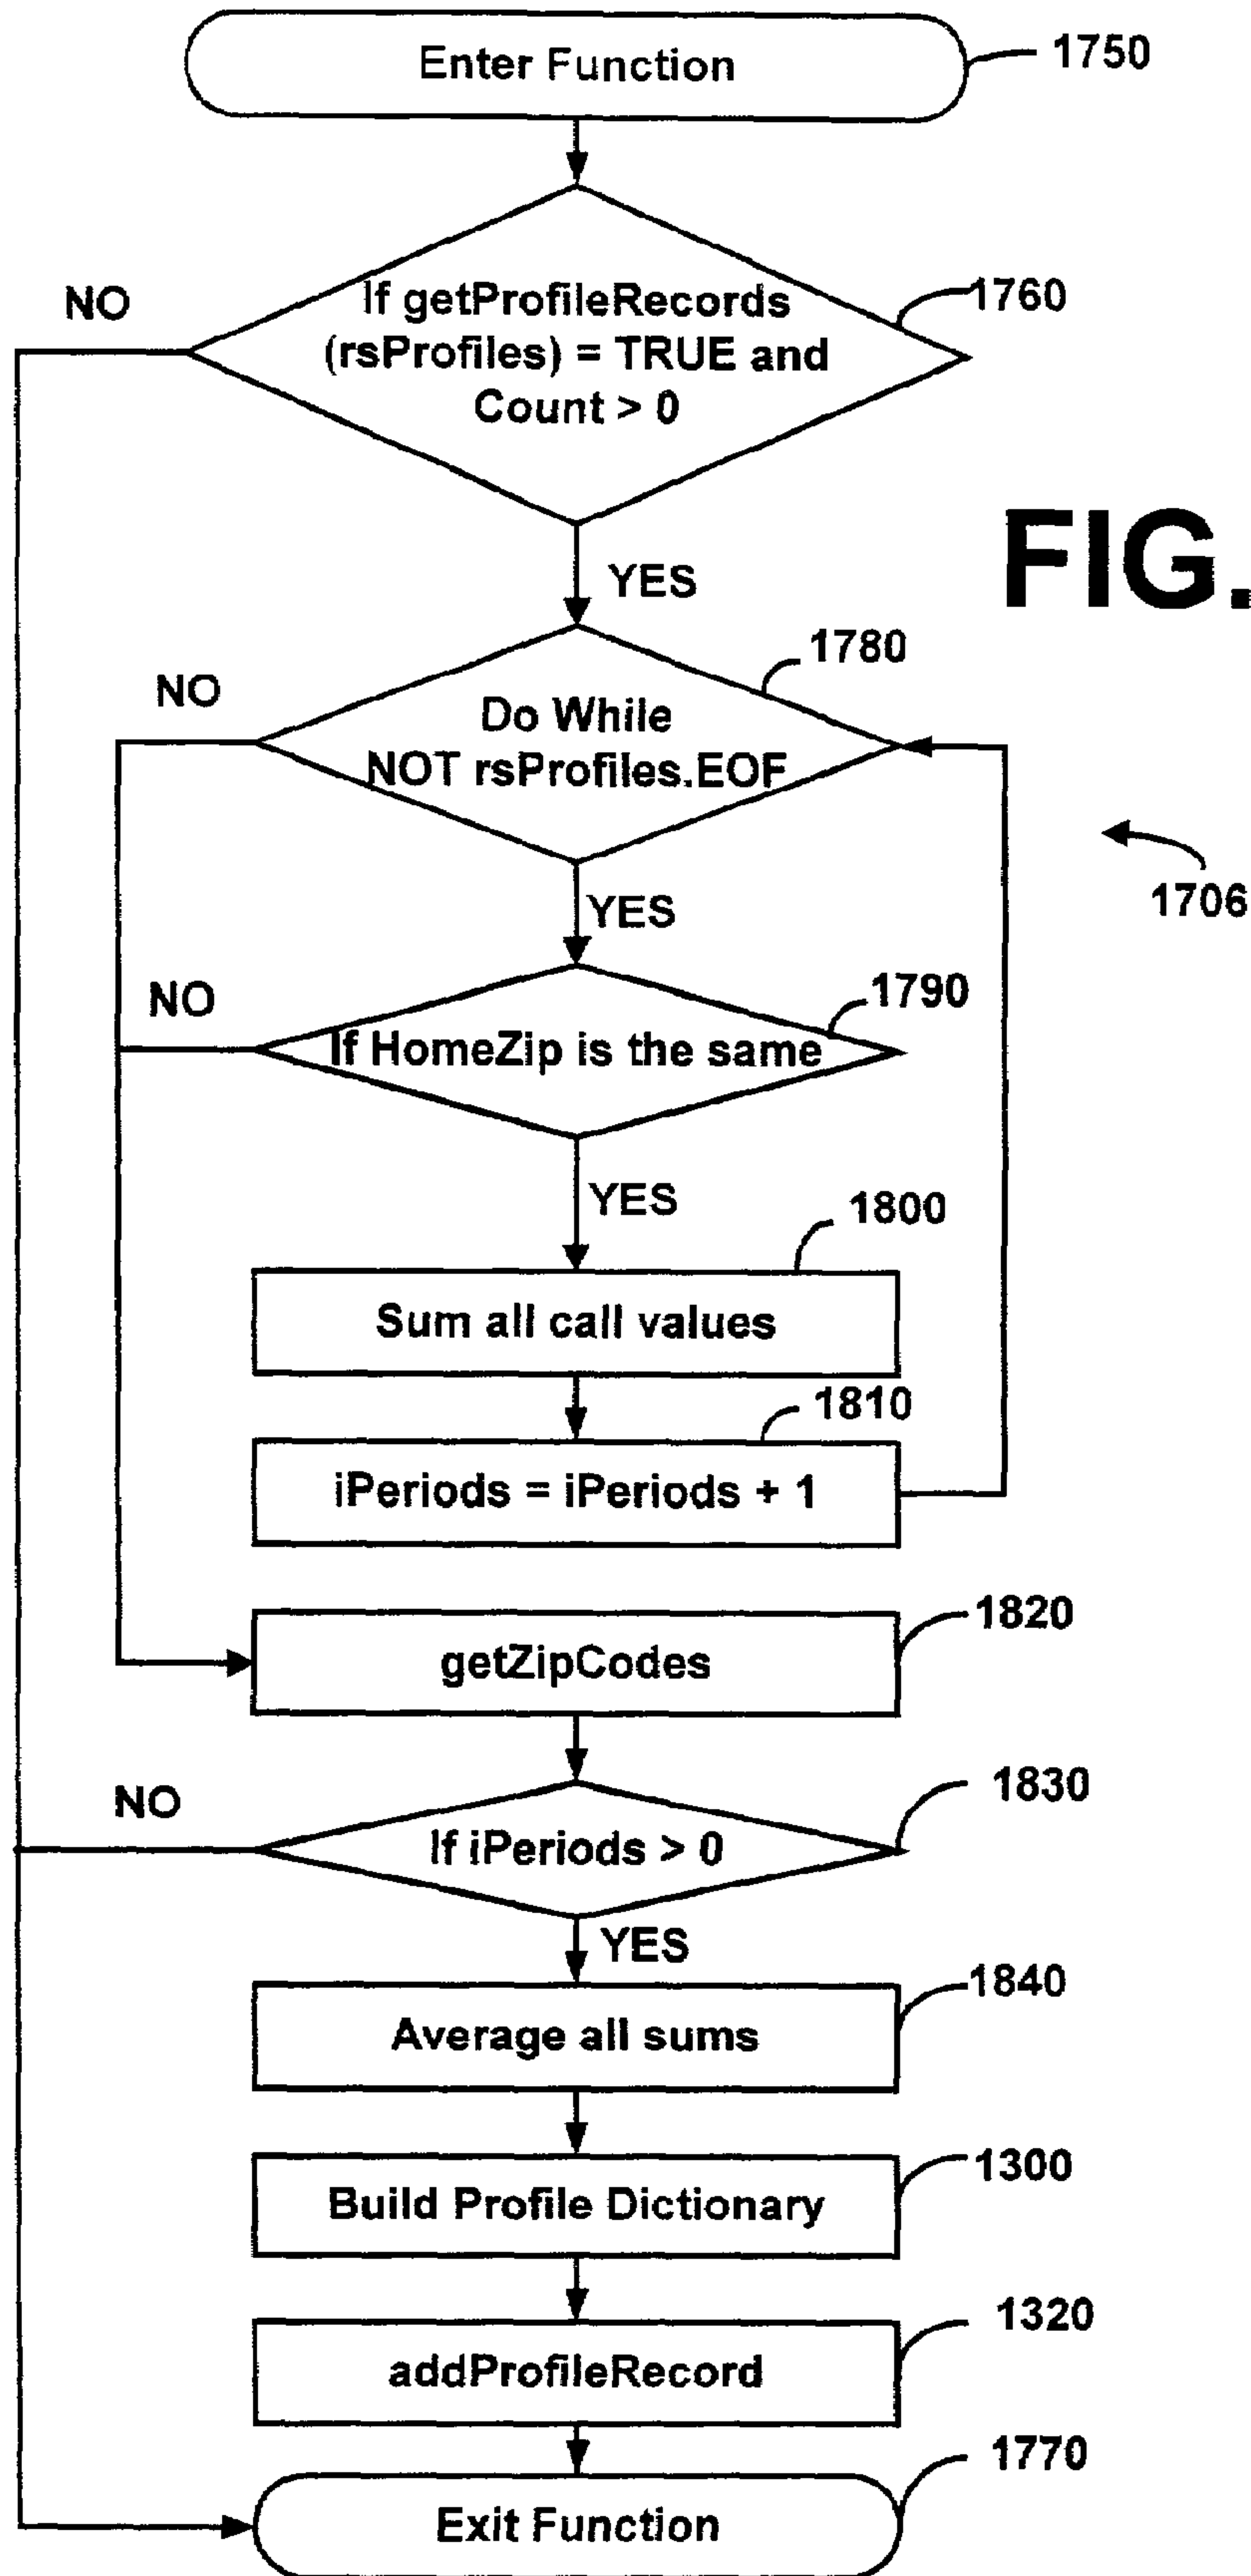 Enter Function
1750
NO
If getProfileRecords
(rsProfiles) = TRUE and
Count > 0
1760
FIG.
YES
1780
NO
Do While
NOT rsProfiles.EOF
1706
YES
NO
1790
If HomeZip is the same
YES
1800
Sum all call values
1810
iPeriods = iPeriods + 1
1820
getZipCodes
NO
1830
If iPeriods > 0
YES
1840
Average all sums
1300
Build Profile Dictionary
1320
addProfileRecord
1770
Exit Function